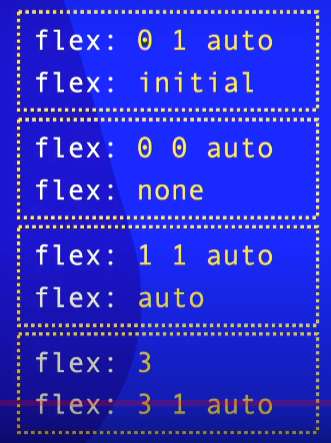 flex: 0 1 auto
flex: initial
flex: 0 0 auto
flex: none
flex: 1 1 auto
flex: auto
flex: 3
flex: 3 1 auto